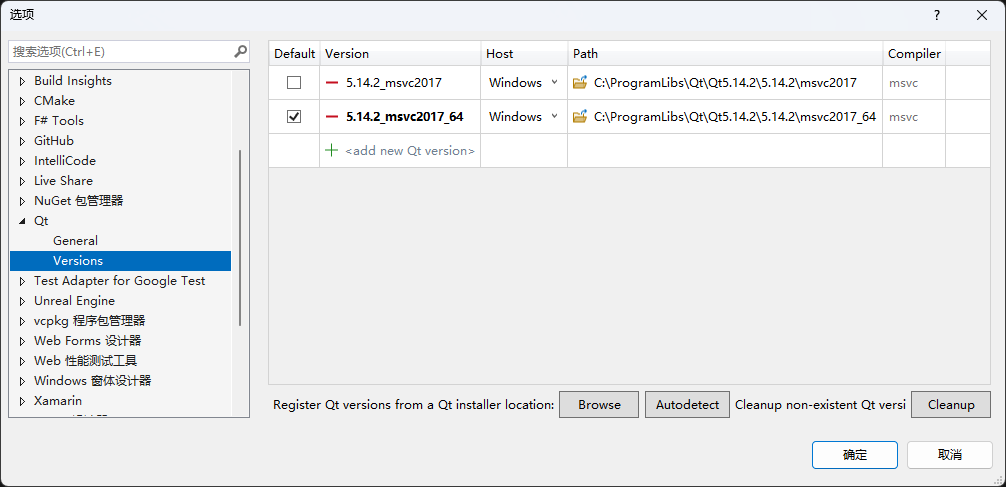 选项
?
搜索选项(Ctrl+E)
Build Insights
CMake
F# Tools
GitHub
IntelliCode
Live Share
NuGet 包管理器
Qt
General
Versions
Test Adapter for Google Test
Unreal Engine
vcpkg 程序包管理器
Web Forms 设计器
Web 性能测试工具
Windows 窗体设计器
Xamarin
Default Version Host Path Compiler
5.14.2_msvc2017 Windows C:\ProgramLibs\Qt\Qt5.14.2\5.14.2\msvc2017 msvc
5.14.2_msvc2017_64 Windows C:\ProgramLibs\Qt\Qt5.14.2\5.14.2\msvc2017_64 msvc
<add new Qt version>
Register Qt versions from a Qt installer location: Browse Autodetect Cleanup non-existent Qt versi Cleanup
确定 取消